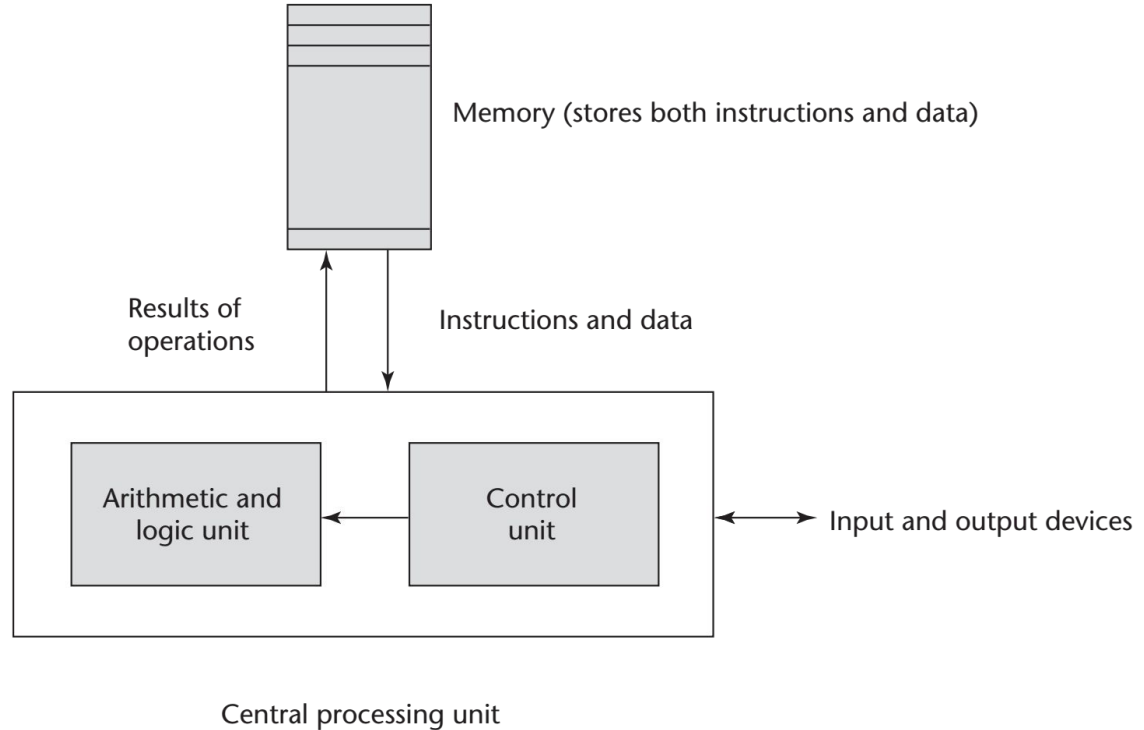 Memory (stores both instructions and data)
Results of
operations
Instructions and data
Arithmetic and
logic unit
Control
unit
Input and output devices
Central processing unit